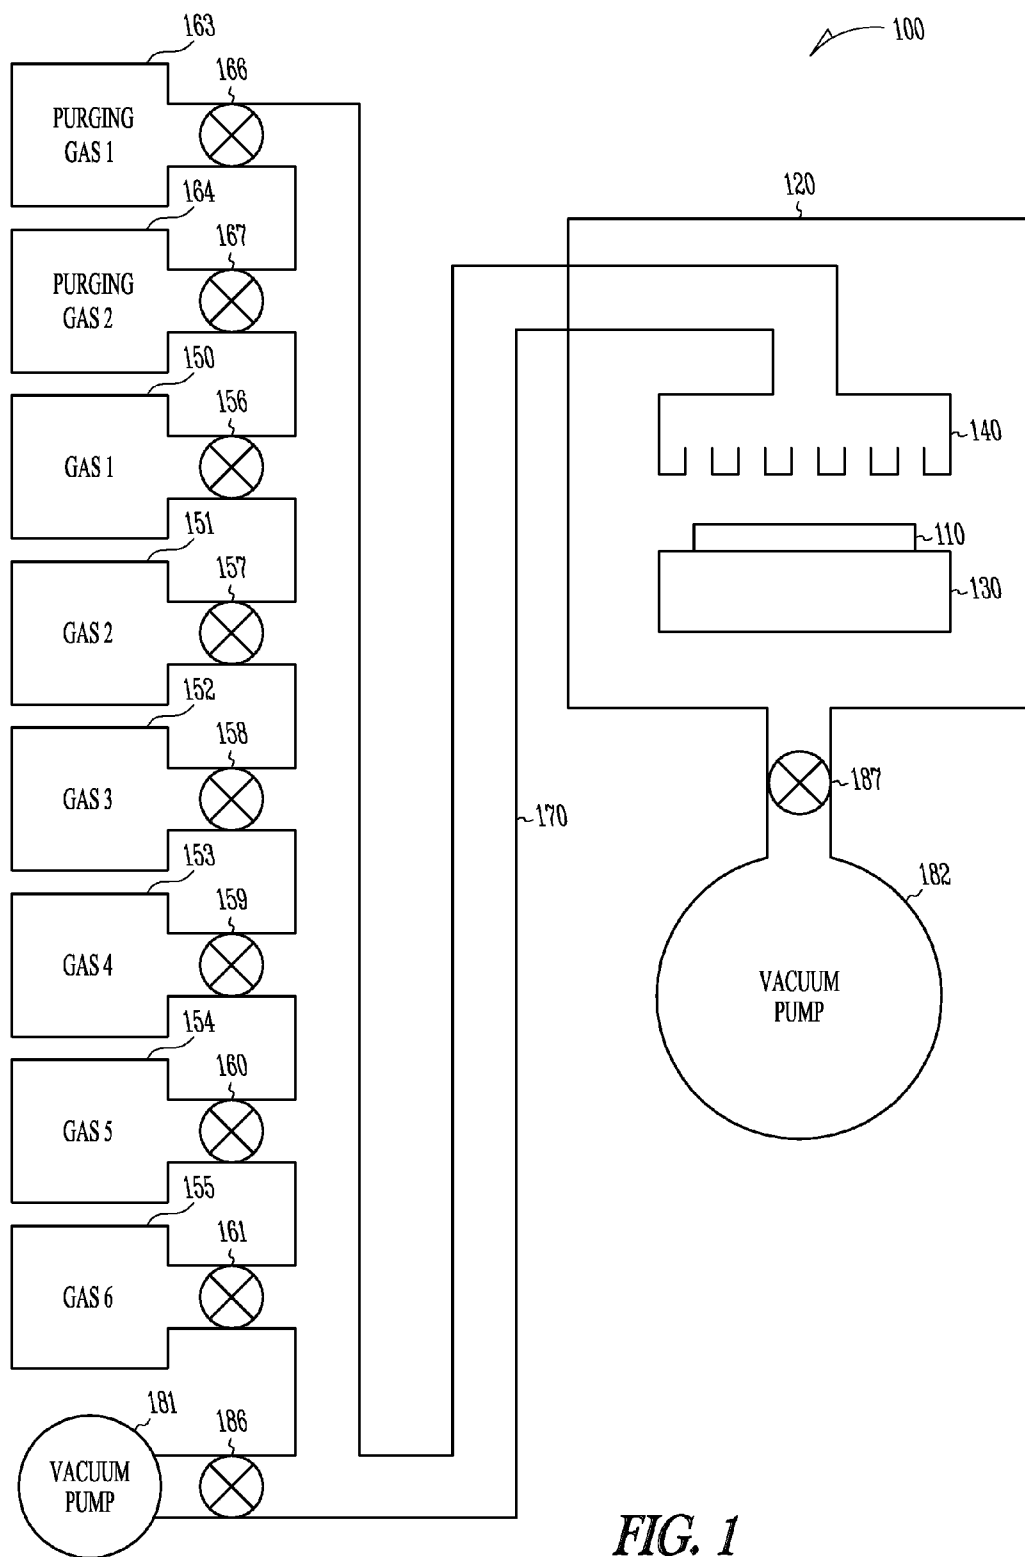 100
163
166
PURGING
GAS 1
120
164
167
PURGING
GAS 2
150
156
140
GAS 1
110
151
157
130
GAS 2
152
158
187
GAS 3
170
153
159
182
GAS 4
VACUUM
PUMP
154
160
GAS 5
155
161
GAS 6
181
186
VACUUM
PUMP
FIG. 1